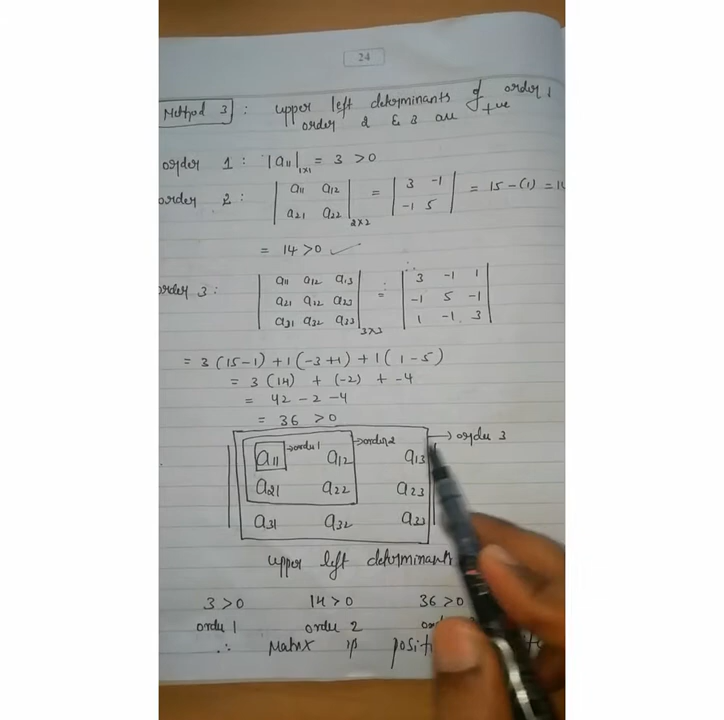 24
Method 3 : upper left determinants of order 1,
order 2 & 3 are +ve
order 1 : |a11|1x1 = 3 > 0
order 2 : | a11 a12 | = | 3 -1 | = 15 - (1) = 14
| a21 a22 |2x2 | -1 5 |
= 14 > 0 ✓
order 3 : | a11 a12 a13 | = | 3 -1 1 |
| a21 a22 a23 | | -1 5 -1 |
| a31 a32 a33 |3x3 | 1 -1 3 |
= 3 (15-1) + 1 (-3+1) + 1 ( 1-5)
= 3 (14) + (-2) + -4
= 42 - 2 - 4
= 36 > 0
→ order 3
a11 → order 1 a12 → order 2 a13
a21 a22 a23
a31 a32 a33
upper left determinants
3 > 0 14 > 0 36 > 0
order 1 order 2
∴ Matrix is